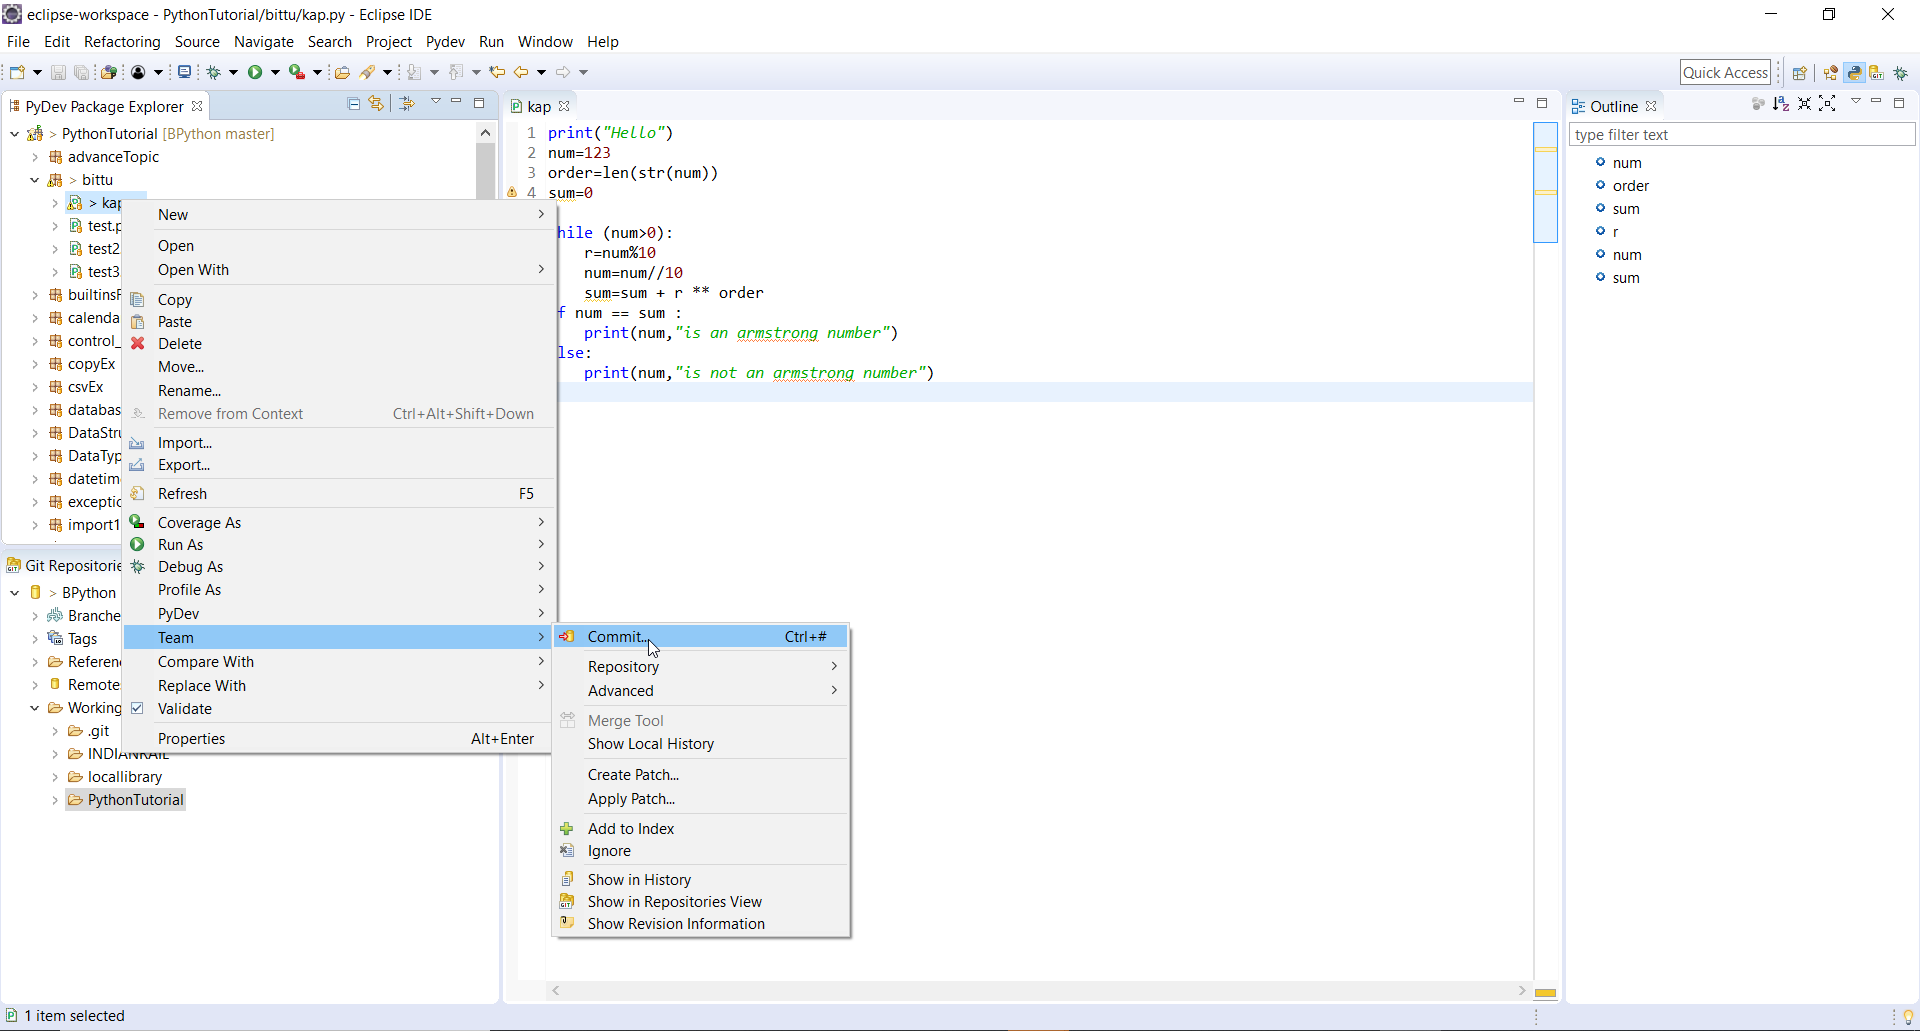 eclipse-workspace - PythonTutorial/bittu/kap.py - Eclipse IDE
File Edit Refactoring Source Navigate Search Project Pydev Run Window Help
Quick Access
PyDev Package Explorer
> PythonTutorial [BPython master]
advanceTopic
> bittu
> kap
test.p
test2
test3
builtinsF
calenda
control_
copyEx
csvEx
databas
DataStru
DataTyp
datetim
exceptio
import1
Git Repositorie
> BPython
Branche
Tags
Referen
Remote
Working
.git
INDIANRAIL
locallibrary
PythonTutorial
New
Open
Open With
Copy
Paste
Delete
Move...
Rename...
Remove from Context Ctrl+Alt+Shift+Down
Import...
Export...
Refresh F5
Coverage As
Run As
Debug As
Profile As
PyDev
Team
Compare With
Replace With
Validate
Properties Alt+Enter
Commit... Ctrl+#
Repository
Advanced
Merge Tool
Show Local History
Create Patch...
Apply Patch...
Add to Index
Ignore
Show in History
Show in Repositories View
Show Revision Information
kap
1 print("Hello")
2 num=123
3 order=len(str(num))
4 sum=0
hile (num>0):
r=num%10
num=num//10
sum=sum + r ** order
f num == sum :
print(num,"is an armstrong number")
lse:
print(num,"is not an armstrong number")
Outline
type filter text
num
order
sum
r
num
sum
1 item selected